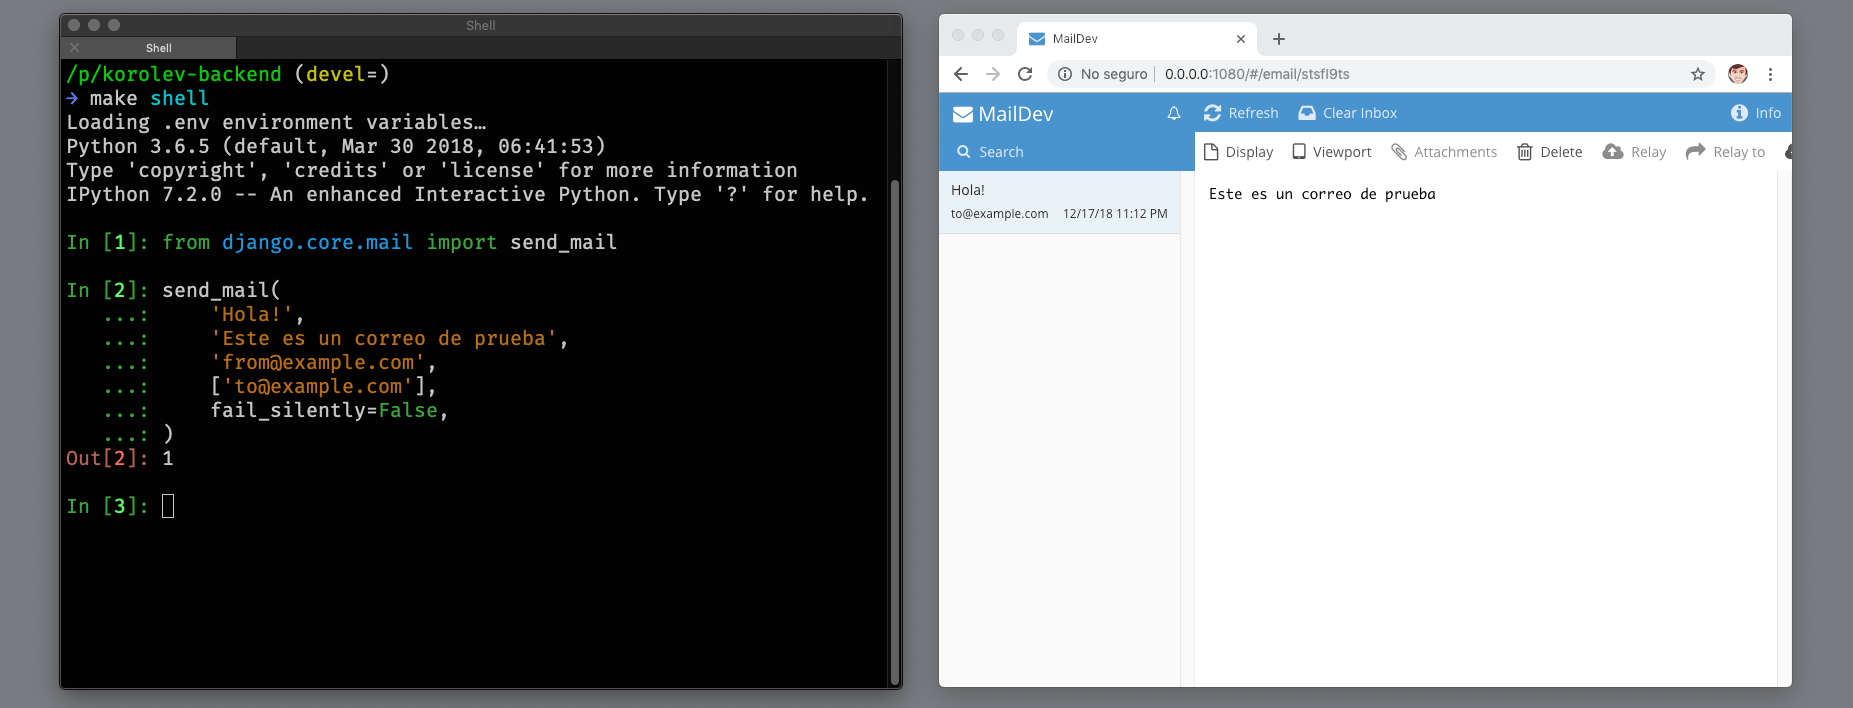 Shell
Shell
/p/korolev-backend (devel=)
→ make shell
Loading .env environment variables…
Python 3.6.5 (default, Mar 30 2018, 06:41:53)
Type 'copyright', 'credits' or 'license' for more information
IPython 7.2.0 -- An enhanced Interactive Python. Type '?' for help.
In [1]: from django.core.mail import send_mail
In [2]: send_mail(
...:     'Hola!',
...:     'Este es un correo de prueba',
...:     'from@example.com',
...:     ['to@example.com'],
...:     fail_silently=False,
...: )
Out[2]: 1
In [3]:
MailDev
No seguro 0.0.0.0:1080/#/email/stsfI9ts
MailDev Refresh Clear Inbox Info
Search
Display Viewport Attachments Delete Relay Relay to
Hola!
to@example.com 12/17/18 11:12 PM
Este es un correo de prueba